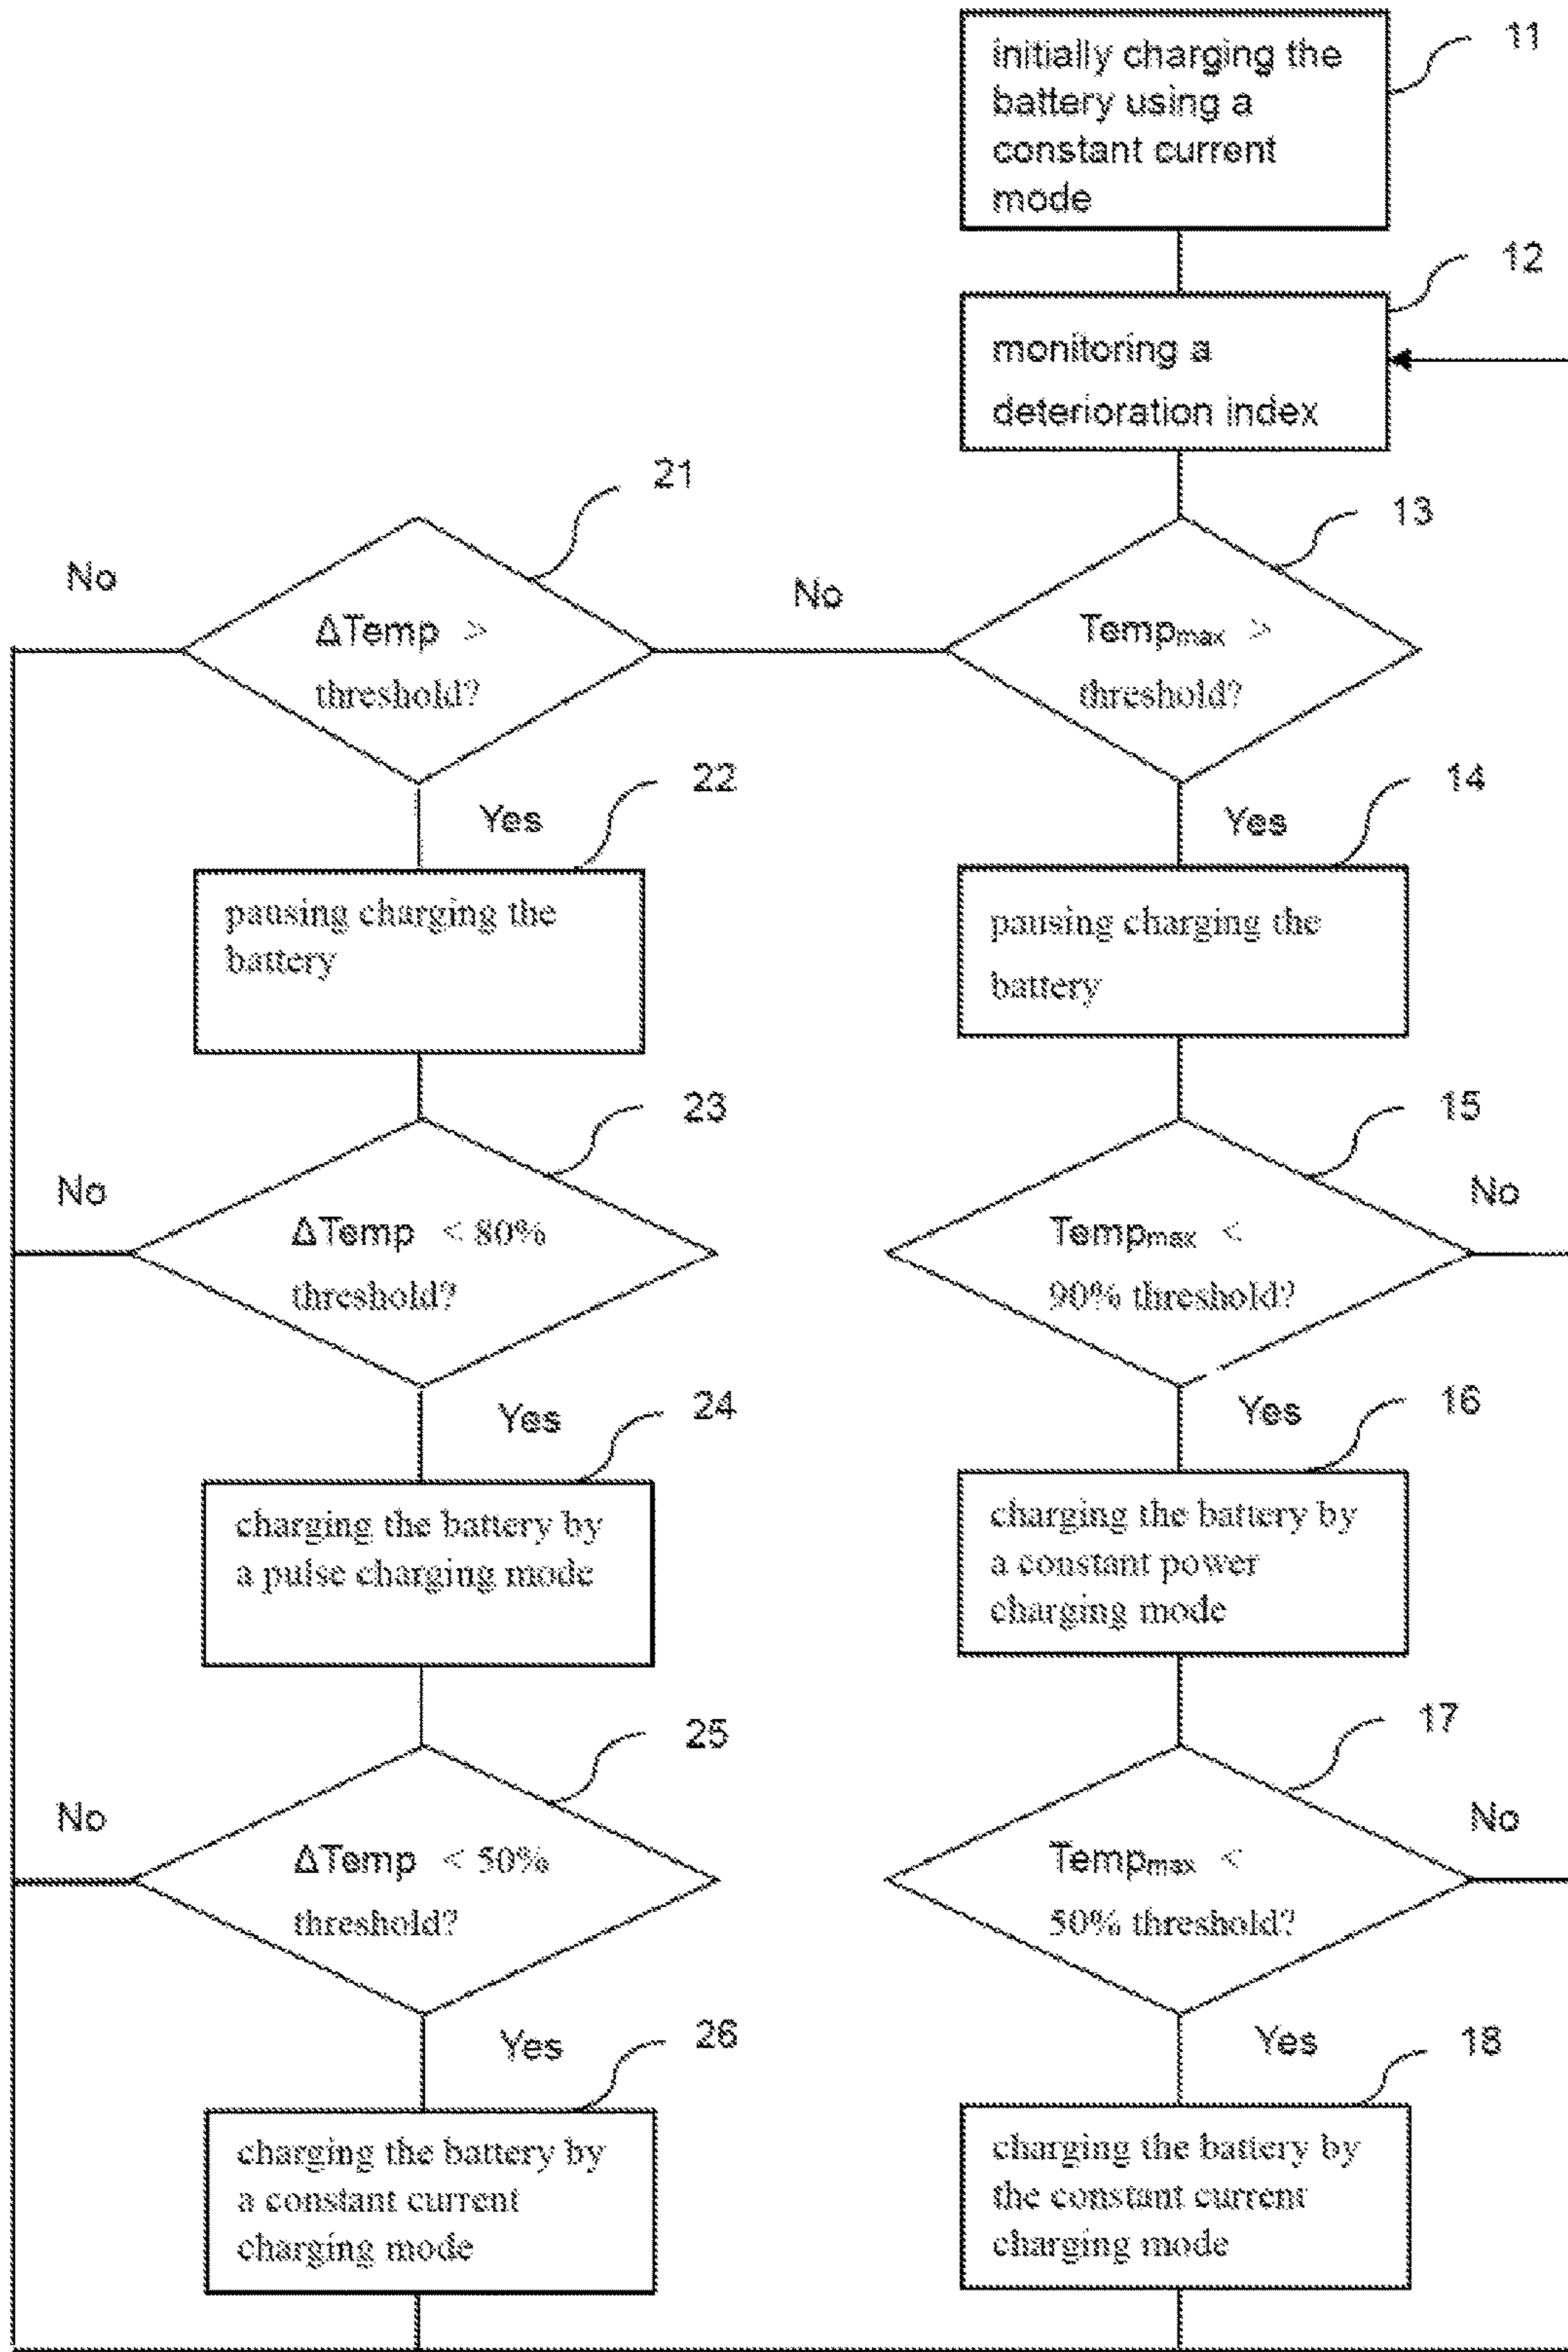 initially charging the
battery using a
constant current
mode
11
monitoring a
deterioration index
12
Temp_max >
threshold?
13
No
Yes
pausing charging the
battery
14
Temp_max <
90% threshold?
15
No
Yes
charging the battery by
a constant power
charging mode
16
Temp_max <
50% threshold?
17
No
Yes
charging the battery by
the constant current
charging mode
18
ΔTemp >
threshold?
21
No
Yes
pausing charging the
battery
22
ΔTemp < 80%
threshold?
23
No
Yes
charging the battery by
a pulse charging mode
24
ΔTemp < 50%
threshold?
25
No
Yes
charging the battery by
a constant current
charging mode
26